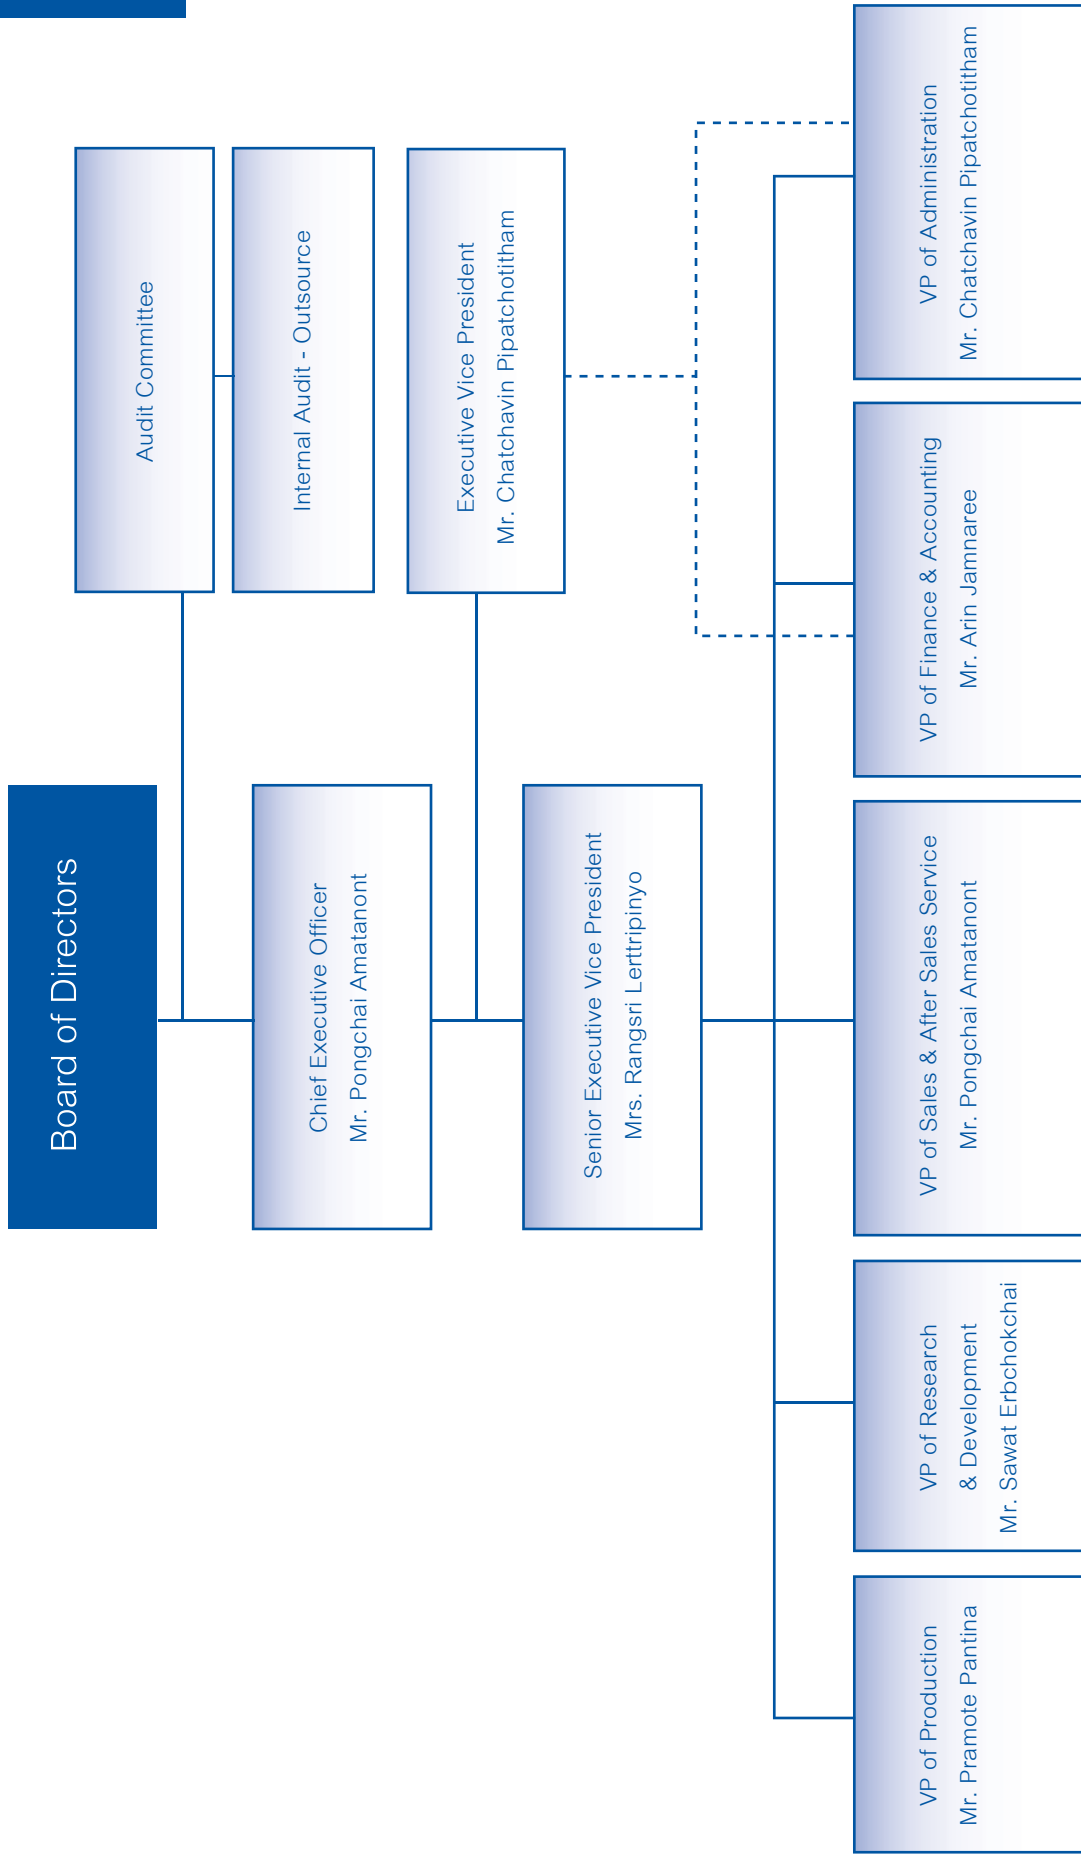 Board of Directors
Audit Committee
Internal Audit - Outsource
Chief Executive Officer
Mr. Pongchai Amatanont
Executive Vice President
Mr. Chatchavin Pipatchotitham
Senior Executive Vice President
Mrs. Rangsri Lerttripinyo
VP of Production
Mr. Pramote Pantina
VP of Research
& Development
Mr. Sawat Erbchokchai
VP of Sales & After Sales Service
Mr. Pongchai Amatanont
VP of Finance & Accounting
Mr. Arin Jamnaree
VP of Administration
Mr. Chatchavin Pipatchotitham